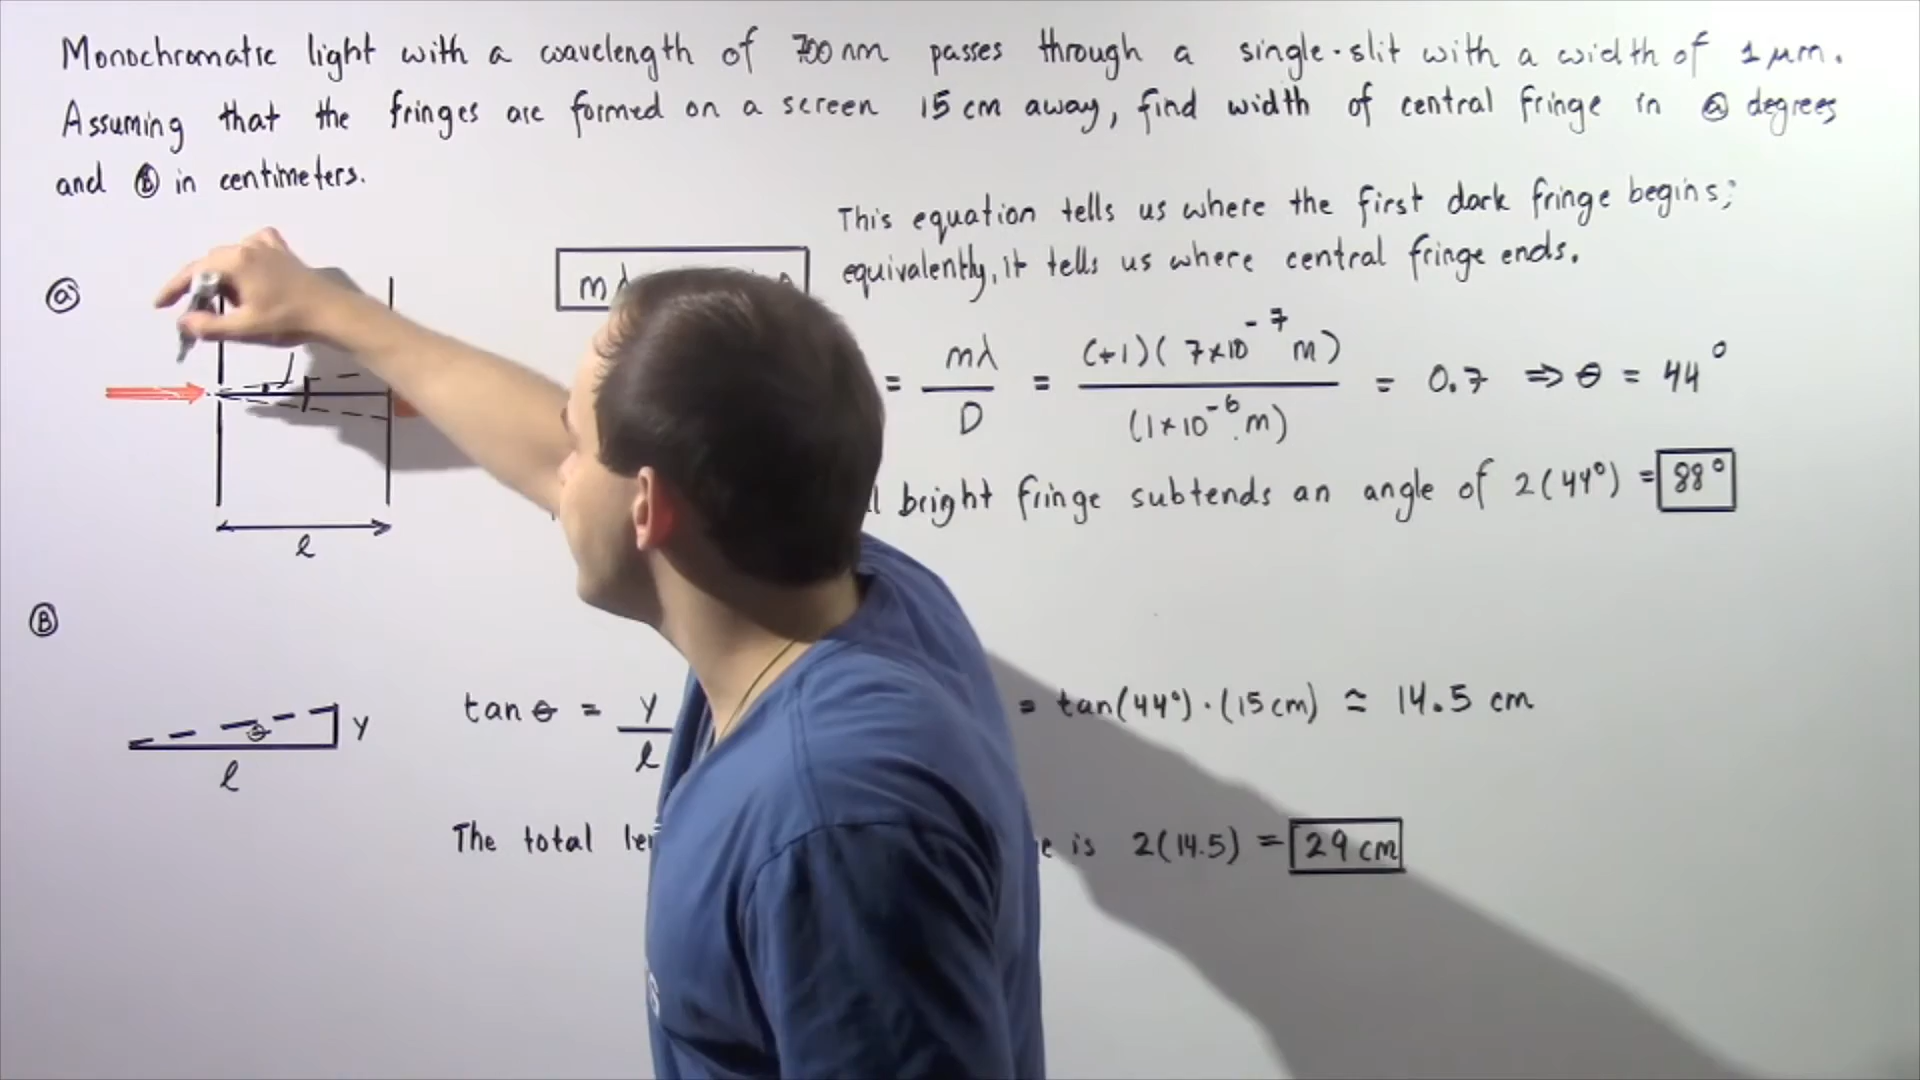 Monochromatic light with a wavelength of 700 nm passes through a single-slit with a width of 1 μm.
Assuming that the fringes are formed on a screen 15 cm away, find width of central fringe in ⓐ degrees
and Ⓑ in centimeters.
This equation tells us where the first dark fringe begins;
equivalently, it tells us where central fringe ends.
ⓐ
mλ
= mλ/D = (+1)(7×10⁻⁷ m)/(1×10⁻⁶ m) = 0.7 ⇒ θ = 44°
bright fringe subtends an angle of 2(44°) = 88°
ℓ
Ⓑ
θ y
ℓ
tan θ = y/ℓ = tan(44°)·(15 cm) ≈ 14.5 cm
The total is 2(14.5) = 29 cm